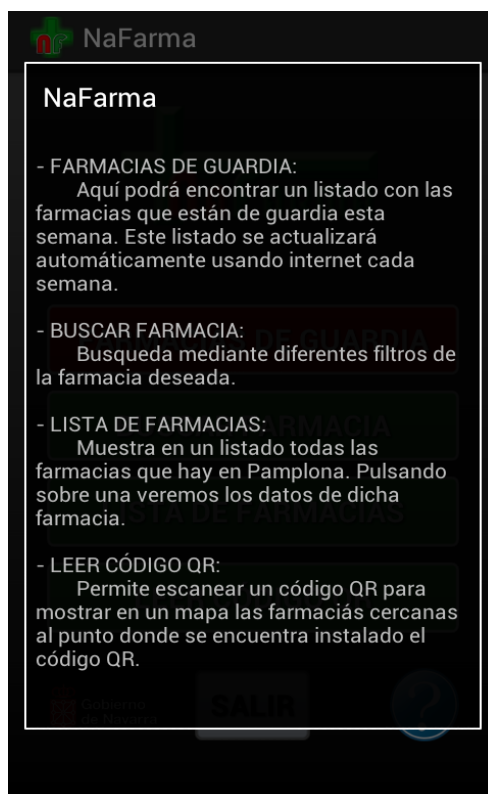 NaFarma
NaFarma
- FARMACIAS DE GUARDIA:
Aquí podrá encontrar un listado con las
farmacias que están de guardia esta
semana. Este listado se actualizará
automáticamente usando internet cada
semana.
- BUSCAR FARMACIA:
Busqueda mediante diferentes filtros de
la farmacia deseada.
- LISTA DE FARMACIAS:
Muestra en un listado todas las
farmacias que hay en Pamplona. Pulsando
sobre una veremos los datos de dicha
farmacia.
- LEER CÓDIGO QR:
Permite escanear un código QR para
mostrar en un mapa las farmaciás cercanas
al punto donde se encuentra instalado el
código QR.
Gobierno
de Navarra
SALIR
?